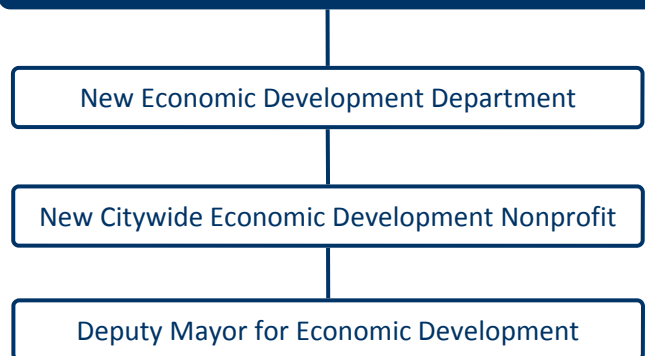 New Economic Development Department
New Citywide Economic Development Nonprofit
Deputy Mayor for Economic Development